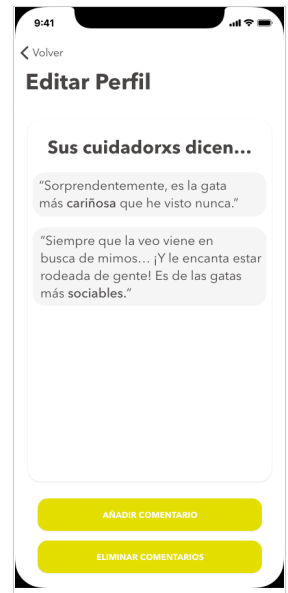 9:41
Volver
Editar Perfil
Sus cuidadorxs dicen...
“Sorprendentemente, es la gata
más cariñosa que he visto nunca.”
“Siempre que la veo viene en
busca de mimos... ¡Y le encanta estar
rodeada de gente! Es de las gatas
más sociables.”
AÑADIR COMENTARIO
ELIMINAR COMENTARIOS